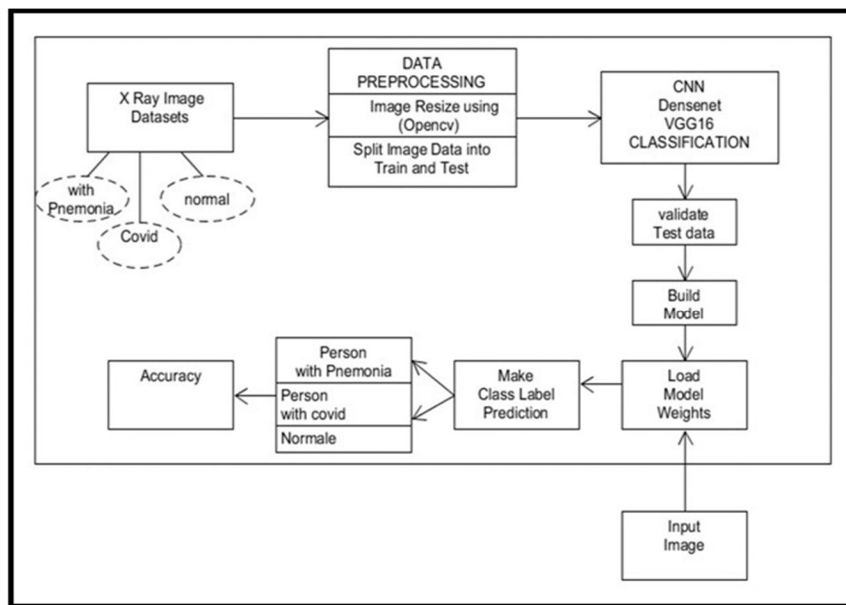 X Ray Image
Datasets
with
Pnemonia
Covid
normal
DATA
PREPROCESSING
Image Resize using
(Opencv)
Split Image Data into
Train and Test
CNN
Densenet
VGG16
CLASSIFICATION
validate
Test data
Build
Model
Load
Model
Weights
Make
Class Label
Prediction
Person
with Pnemonia
Person
with covid
Normale
Accuracy
Input
Image